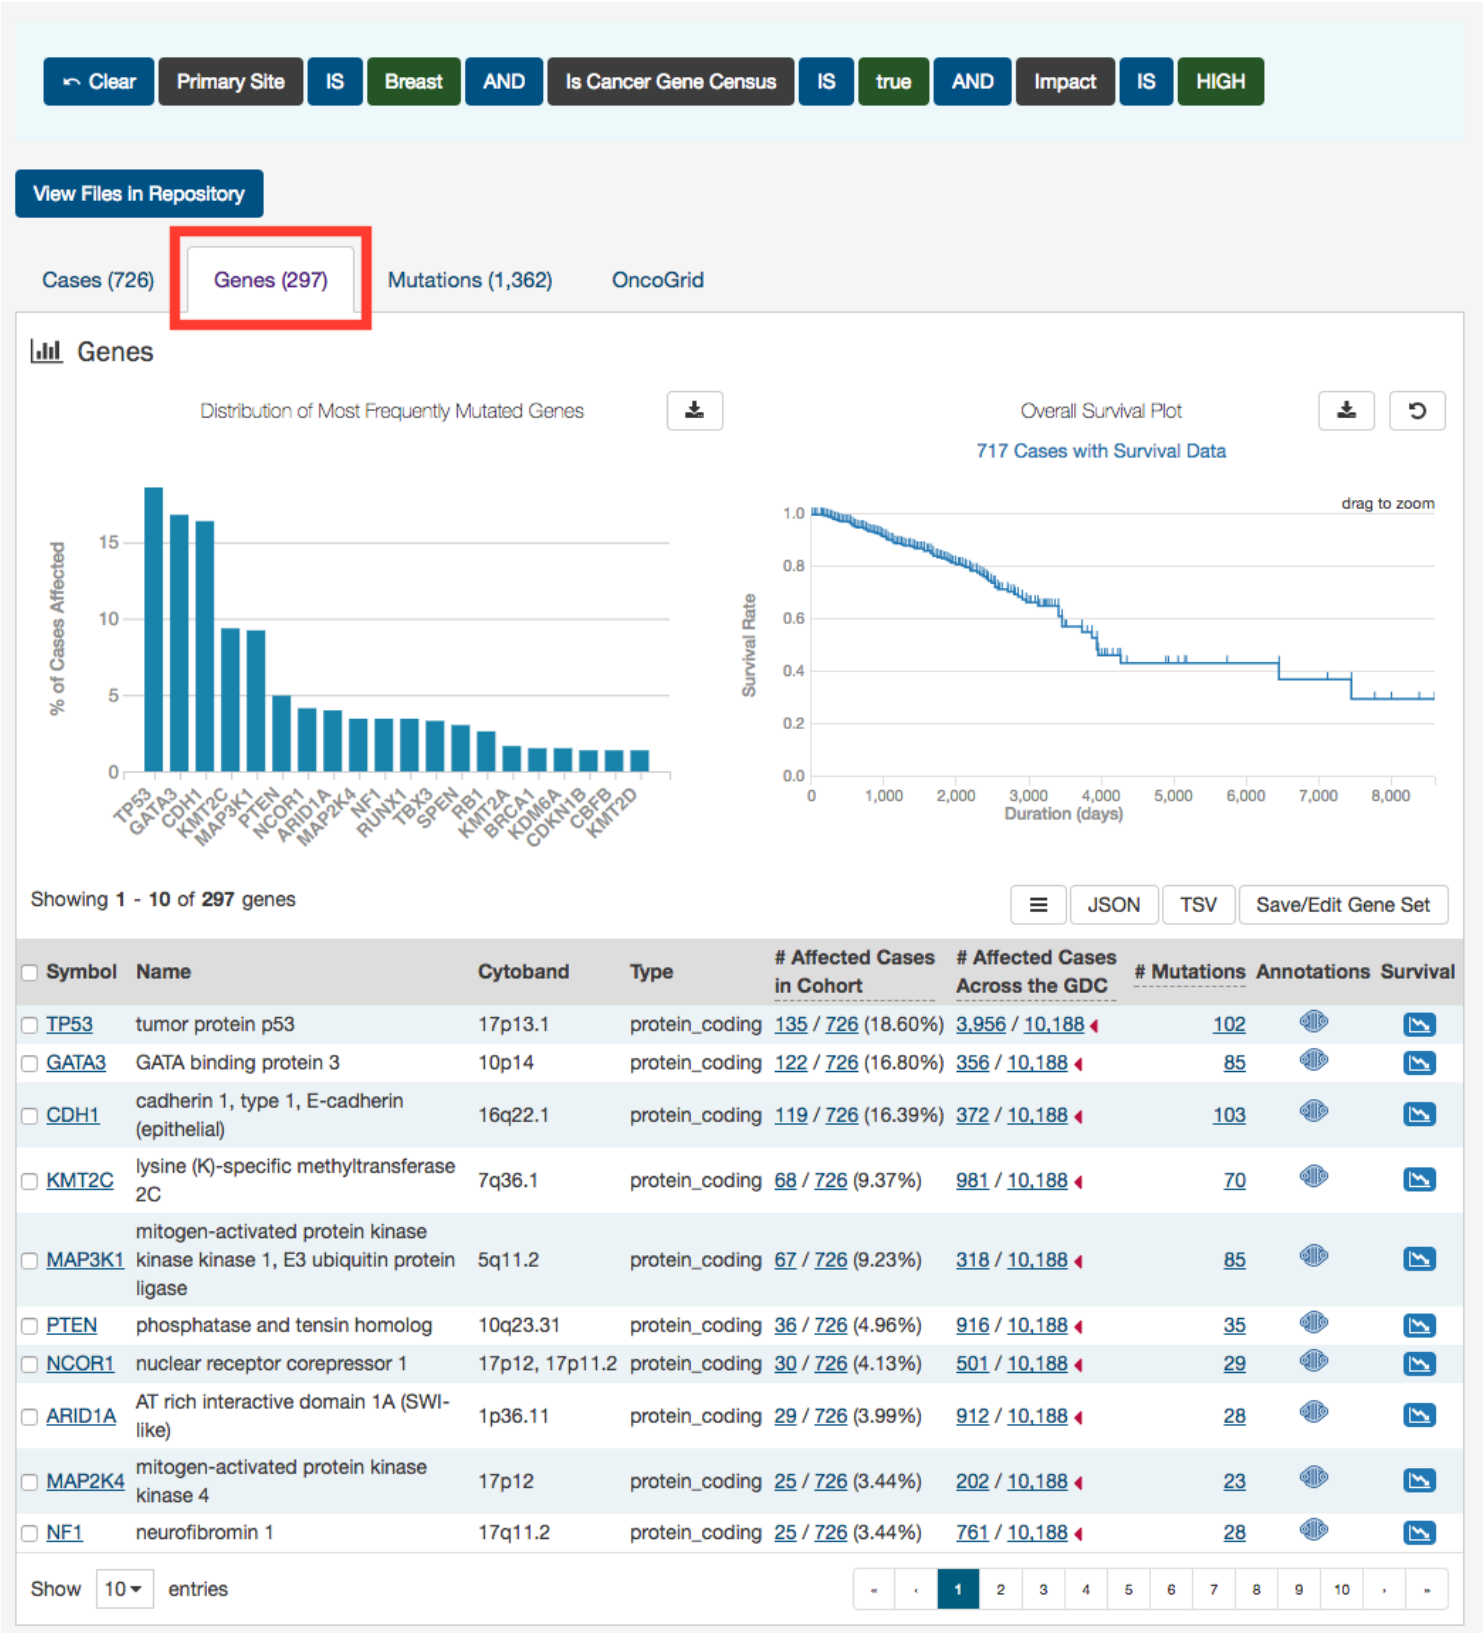 Clear Primary Site IS Breast AND Is Cancer Gene Census IS true AND Impact IS HIGH
View Files in Repository
Cases (726) Genes (297) Mutations (1,362) OncoGrid
Genes
Distribution of Most Frequently Mutated Genes
% of Cases Affected
15
10
5
0
TP53 GATA3 CDH1 KMT2C MAP3K1 PTEN NCOR1 ARID1A MAP2K4 NF1 RUNX1 TBX3 SPEN RB1 KMT2A BRCA1 KDM6A CDKN1B CBFB KMT2D
Overall Survival Plot
717 Cases with Survival Data
drag to zoom
Survival Rate
1.0
0.8
0.6
0.4
0.2
0.0
0 1,000 2,000 3,000 4,000 5,000 6,000 7,000 8,000
Duration (days)
Showing 1 - 10 of 297 genes
JSON TSV Save/Edit Gene Set
Symbol Name Cytoband Type # Affected Cases in Cohort # Affected Cases Across the GDC # Mutations Annotations Survival
TP53 tumor protein p53 17p13.1 protein_coding 135 / 726 (18.60%) 3,956 / 10,188 102
GATA3 GATA binding protein 3 10p14 protein_coding 122 / 726 (16.80%) 356 / 10,188 85
CDH1 cadherin 1, type 1, E-cadherin (epithelial) 16q22.1 protein_coding 119 / 726 (16.39%) 372 / 10,188 103
KMT2C lysine (K)-specific methyltransferase 2C 7q36.1 protein_coding 68 / 726 (9.37%) 981 / 10,188 70
MAP3K1 mitogen-activated protein kinase kinase kinase 1, E3 ubiquitin protein ligase 5q11.2 protein_coding 67 / 726 (9.23%) 318 / 10,188 85
PTEN phosphatase and tensin homolog 10q23.31 protein_coding 36 / 726 (4.96%) 916 / 10,188 35
NCOR1 nuclear receptor corepressor 1 17p12, 17p11.2 protein_coding 30 / 726 (4.13%) 501 / 10,188 29
ARID1A AT rich interactive domain 1A (SWI-like) 1p36.11 protein_coding 29 / 726 (3.99%) 912 / 10,188 28
MAP2K4 mitogen-activated protein kinase kinase 4 17p12 protein_coding 25 / 726 (3.44%) 202 / 10,188 23
NF1 neurofibromin 1 17q11.2 protein_coding 25 / 726 (3.44%) 761 / 10,188 28
Show 10 entries
« ‹ 1 2 3 4 5 6 7 8 9 10 › »